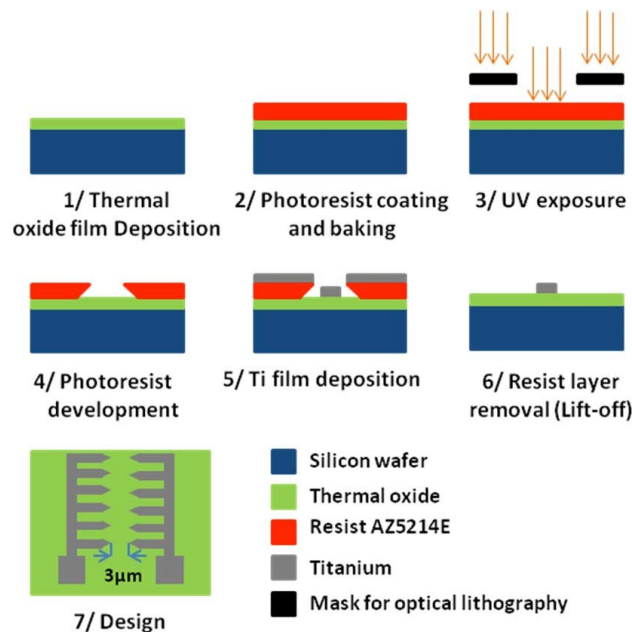 1/ Thermal
oxide film Deposition
2/ Photoresist coating
and baking
3/ UV exposure
4/ Photoresist
development
5/ Ti film deposition
6/ Resist layer
removal (Lift-off)
3µm
7/ Design
Silicon wafer
Thermal oxide
Resist AZ5214E
Titanium
Mask for optical lithography